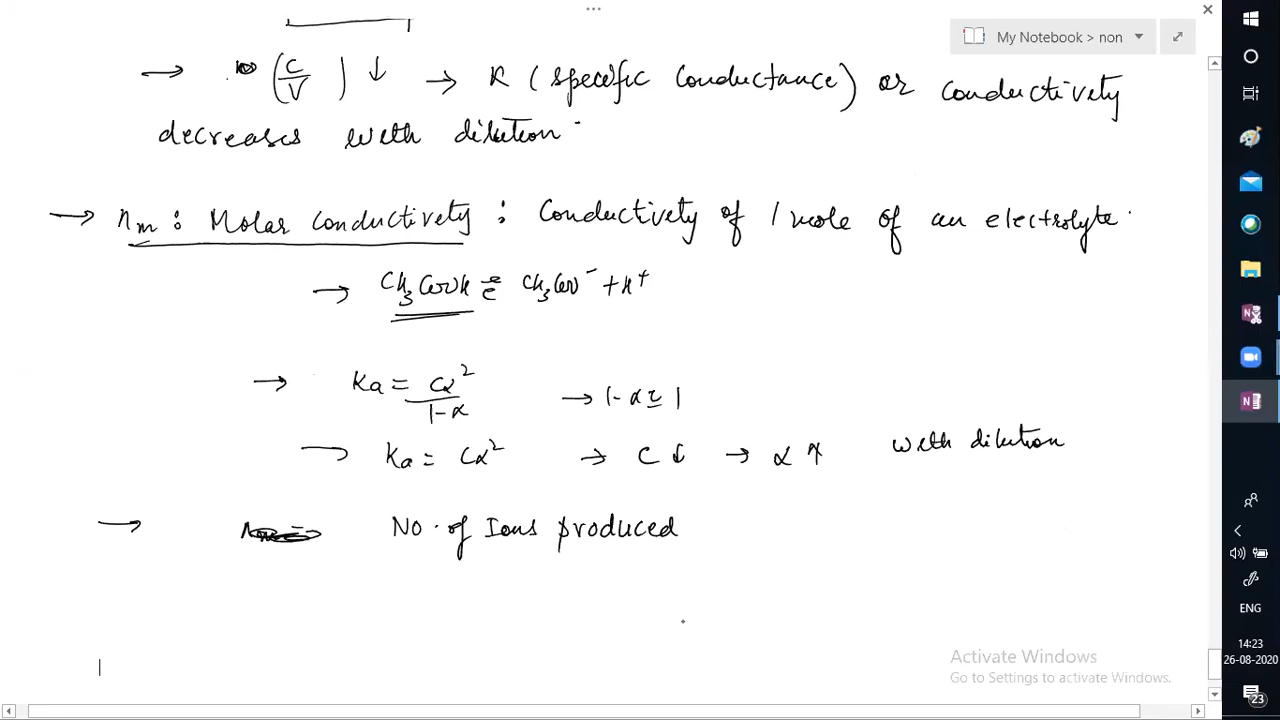 ...
My Notebook > non
→ (C/V) ↓ → K (specific conductance) or conductivity
decreases with dilution.
→ Λm : Molar conductivity : Conductivity of 1 mole of an electrolyte.
→ CH3COOH ⇌ CH3COO⁻ + H⁺
→ Ka = Cα²/1-α → 1-α ≃ 1
→ Ka = Cα² → C ↓ → α ↑ with dilution
→ No. of Ions produced
Activate Windows
Go to Settings to activate Windows.
ENG
14:23
26-08-2020
23